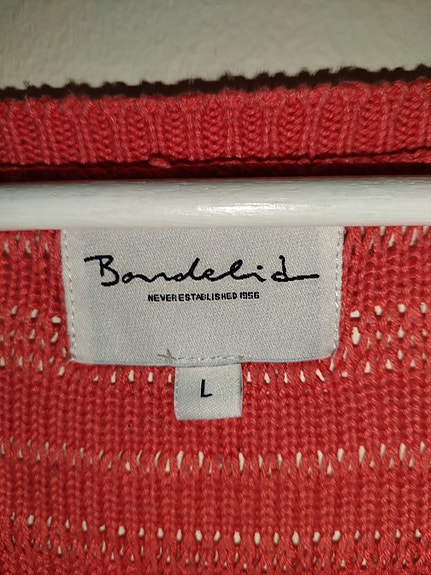 Bondelid
NEVER ESTABLISHED 1956
L